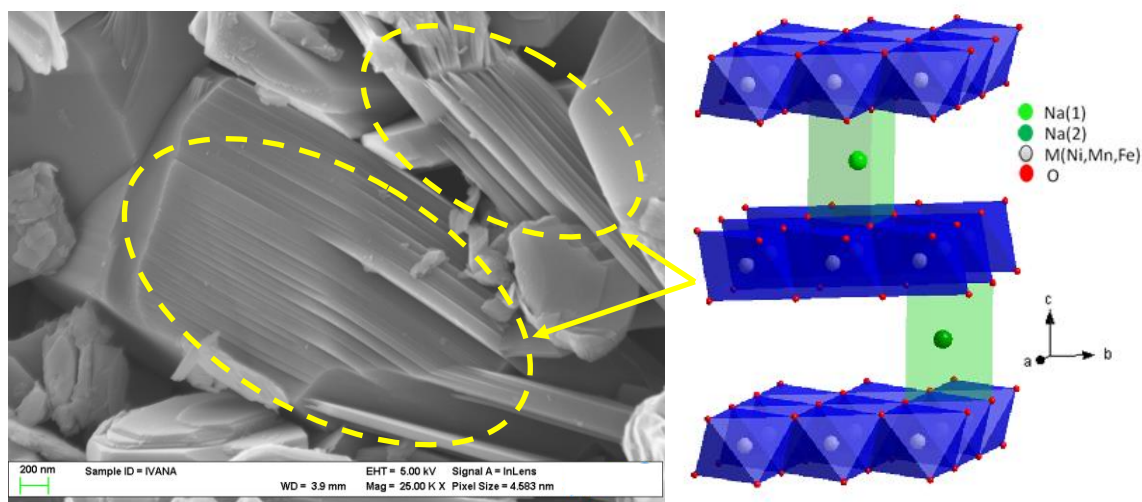 200 nm
Sample ID = IVANA
EHT = 5.00 kV Signal A = InLens
WD = 3.9 mm Mag = 25.00 K X Pixel Size = 4.583 nm
Na(1)
Na(2)
M(Ni,Mn,Fe)
O
c
a
b